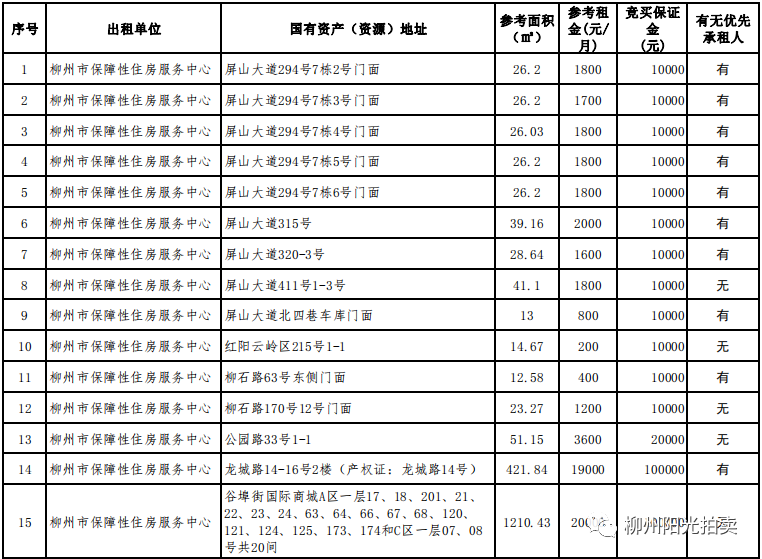 序号 出租单位 国有资产（资源）地址 参考面积（㎡） 参考租金(元/月) 竞买保证金(元) 有无优先承租人
1 柳州市保障性住房服务中心 屏山大道294号7栋2号门面 26.2 1800 10000 有
2 柳州市保障性住房服务中心 屏山大道294号7栋3号门面 26.2 1700 10000 有
3 柳州市保障性住房服务中心 屏山大道294号7栋4号门面 26.03 1800 10000 有
4 柳州市保障性住房服务中心 屏山大道294号7栋5号门面 26.2 1800 10000 有
5 柳州市保障性住房服务中心 屏山大道294号7栋6号门面 26.2 1800 10000 有
6 柳州市保障性住房服务中心 屏山大道315号 39.16 2000 10000 有
7 柳州市保障性住房服务中心 屏山大道320-3号 28.64 1600 10000 有
8 柳州市保障性住房服务中心 屏山大道411号1-3号 41.1 1800 10000 无
9 柳州市保障性住房服务中心 屏山大道北四巷车库门面 13 800 10000 有
10 柳州市保障性住房服务中心 红阳云岭区215号1-1 14.67 200 10000 无
11 柳州市保障性住房服务中心 柳石路63号东侧门面 12.58 400 10000 有
12 柳州市保障性住房服务中心 柳石路170号12号门面 23.27 1200 10000 无
13 柳州市保障性住房服务中心 公园路33号1-1 51.15 3600 20000 无
14 柳州市保障性住房服务中心 龙城路14-16号2楼（产权证：龙城路14号） 421.84 19000 100000 有
15 柳州市保障性住房服务中心 谷埠街国际商城A区一层17、18、201、21、
22、23、24、63、64、66、67、68、120、
121、124、125、173、174和C区一层07、08
号共20间 1210.43
柳州阳光拍卖